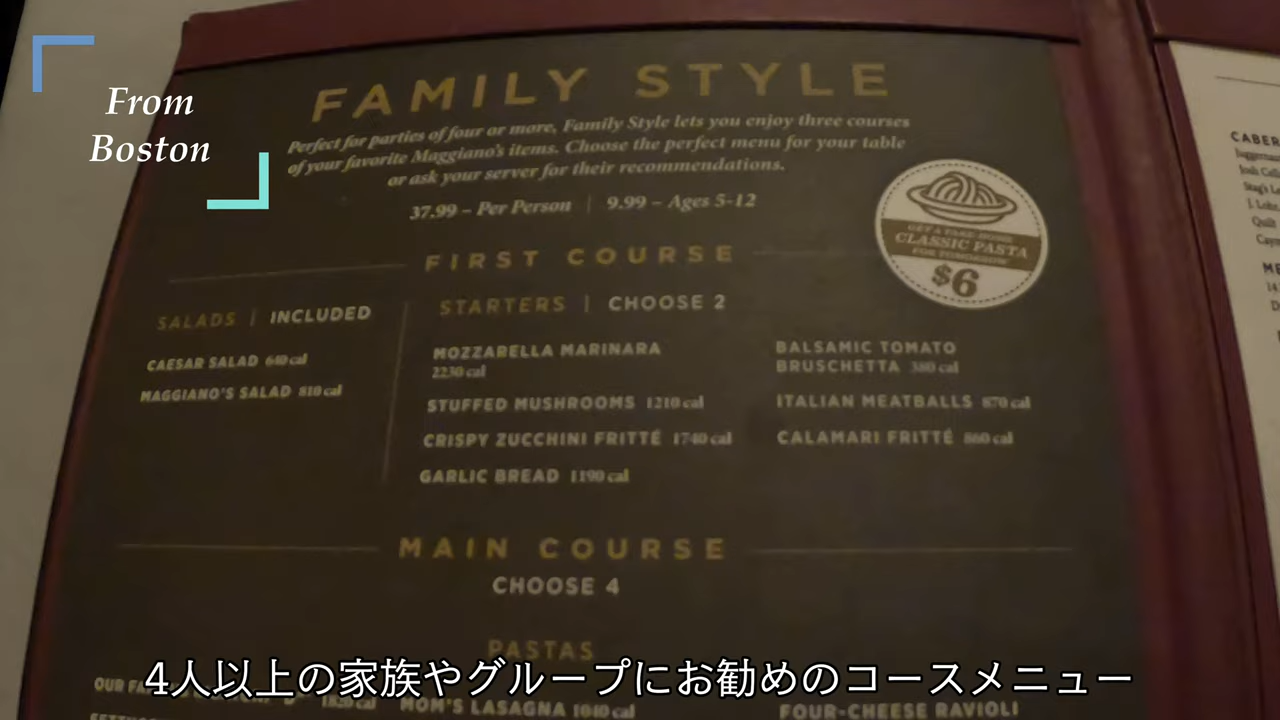 From
Boston
FAMILY STYLE
Perfect for parties of four or more, Family Style lets you enjoy three courses
of your favorite Maggiano's items. Choose the perfect menu for your table
or ask your server for their recommendations.
37.99 – Per Person | 9.99 – Ages 5-12
GET A TAKE-HOME
CLASSIC PASTA
FOR TOMORROW
$6
FIRST COURSE
SALADS | INCLUDED
CAESAR SALAD 640 cal
MAGGIANO'S SALAD 810 cal
STARTERS | CHOOSE 2
MOZZARELLA MARINARA
2230 cal
STUFFED MUSHROOMS 1210 cal
CRISPY ZUCCHINI FRITTÉ 1740 cal
GARLIC BREAD 1190 cal
BALSAMIC TOMATO
BRUSCHETTA 380 cal
ITALIAN MEATBALLS 870 cal
CALAMARI FRITTÉ 860 cal
MAIN COURSE
CHOOSE 4
PASTAS
OUR
MOM'S LASAGNA 1040 cal
FOUR-CHEESE RAVIOLI
4人以上の家族やグループにお勧めのコースメニュー